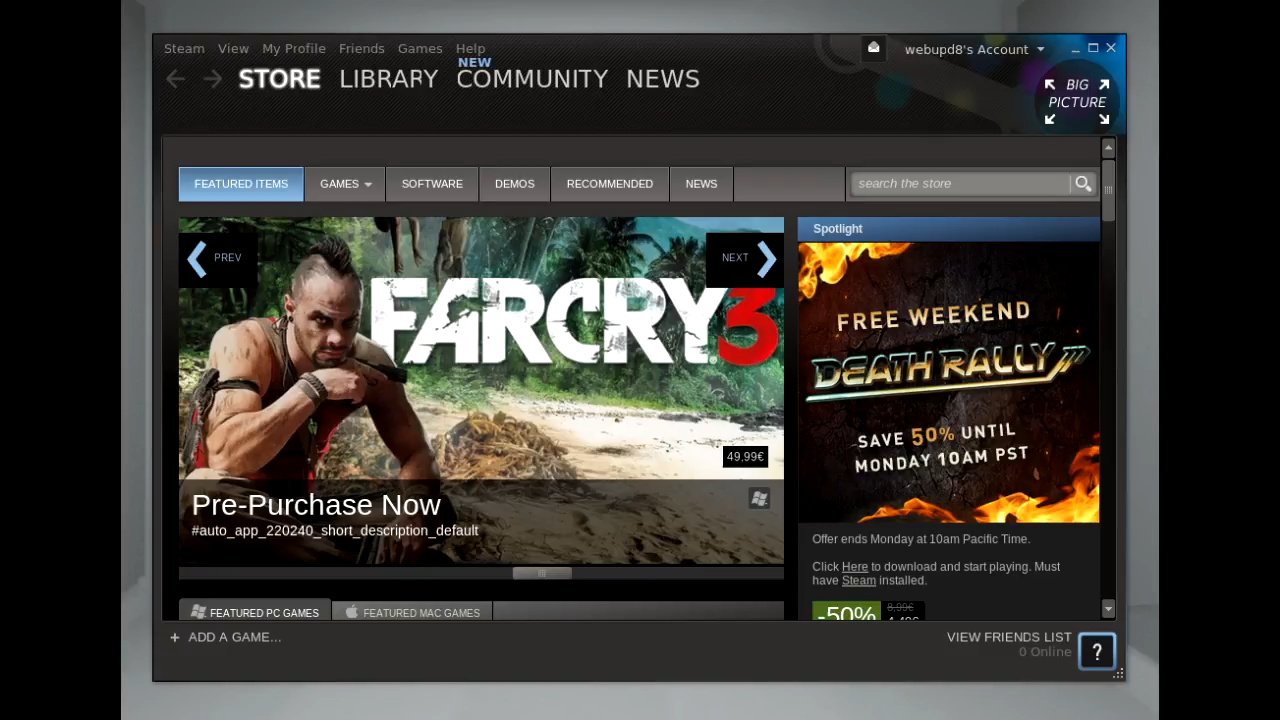 Steam View My Profile Friends Games Help
webupd8's Account
NEW
STORE LIBRARY COMMUNITY NEWS
BIG
PICTURE
FEATURED ITEMS GAMES SOFTWARE DEMOS RECOMMENDED NEWS
search the store
PREV
NEXT
FARCRY3
49,99€
Pre-Purchase Now
#auto_app_220240_short_description_default
Spotlight
FREE WEEKEND
DEATH RALLY
SAVE 50% UNTIL
MONDAY 10AM PST
Offer ends Monday at 10am Pacific Time.
Click Here to download and start playing. Must
have Steam installed.
-50%
8,99€
FEATURED PC GAMES FEATURED MAC GAMES
+ ADD A GAME...
VIEW FRIENDS LIST
0 Online
?